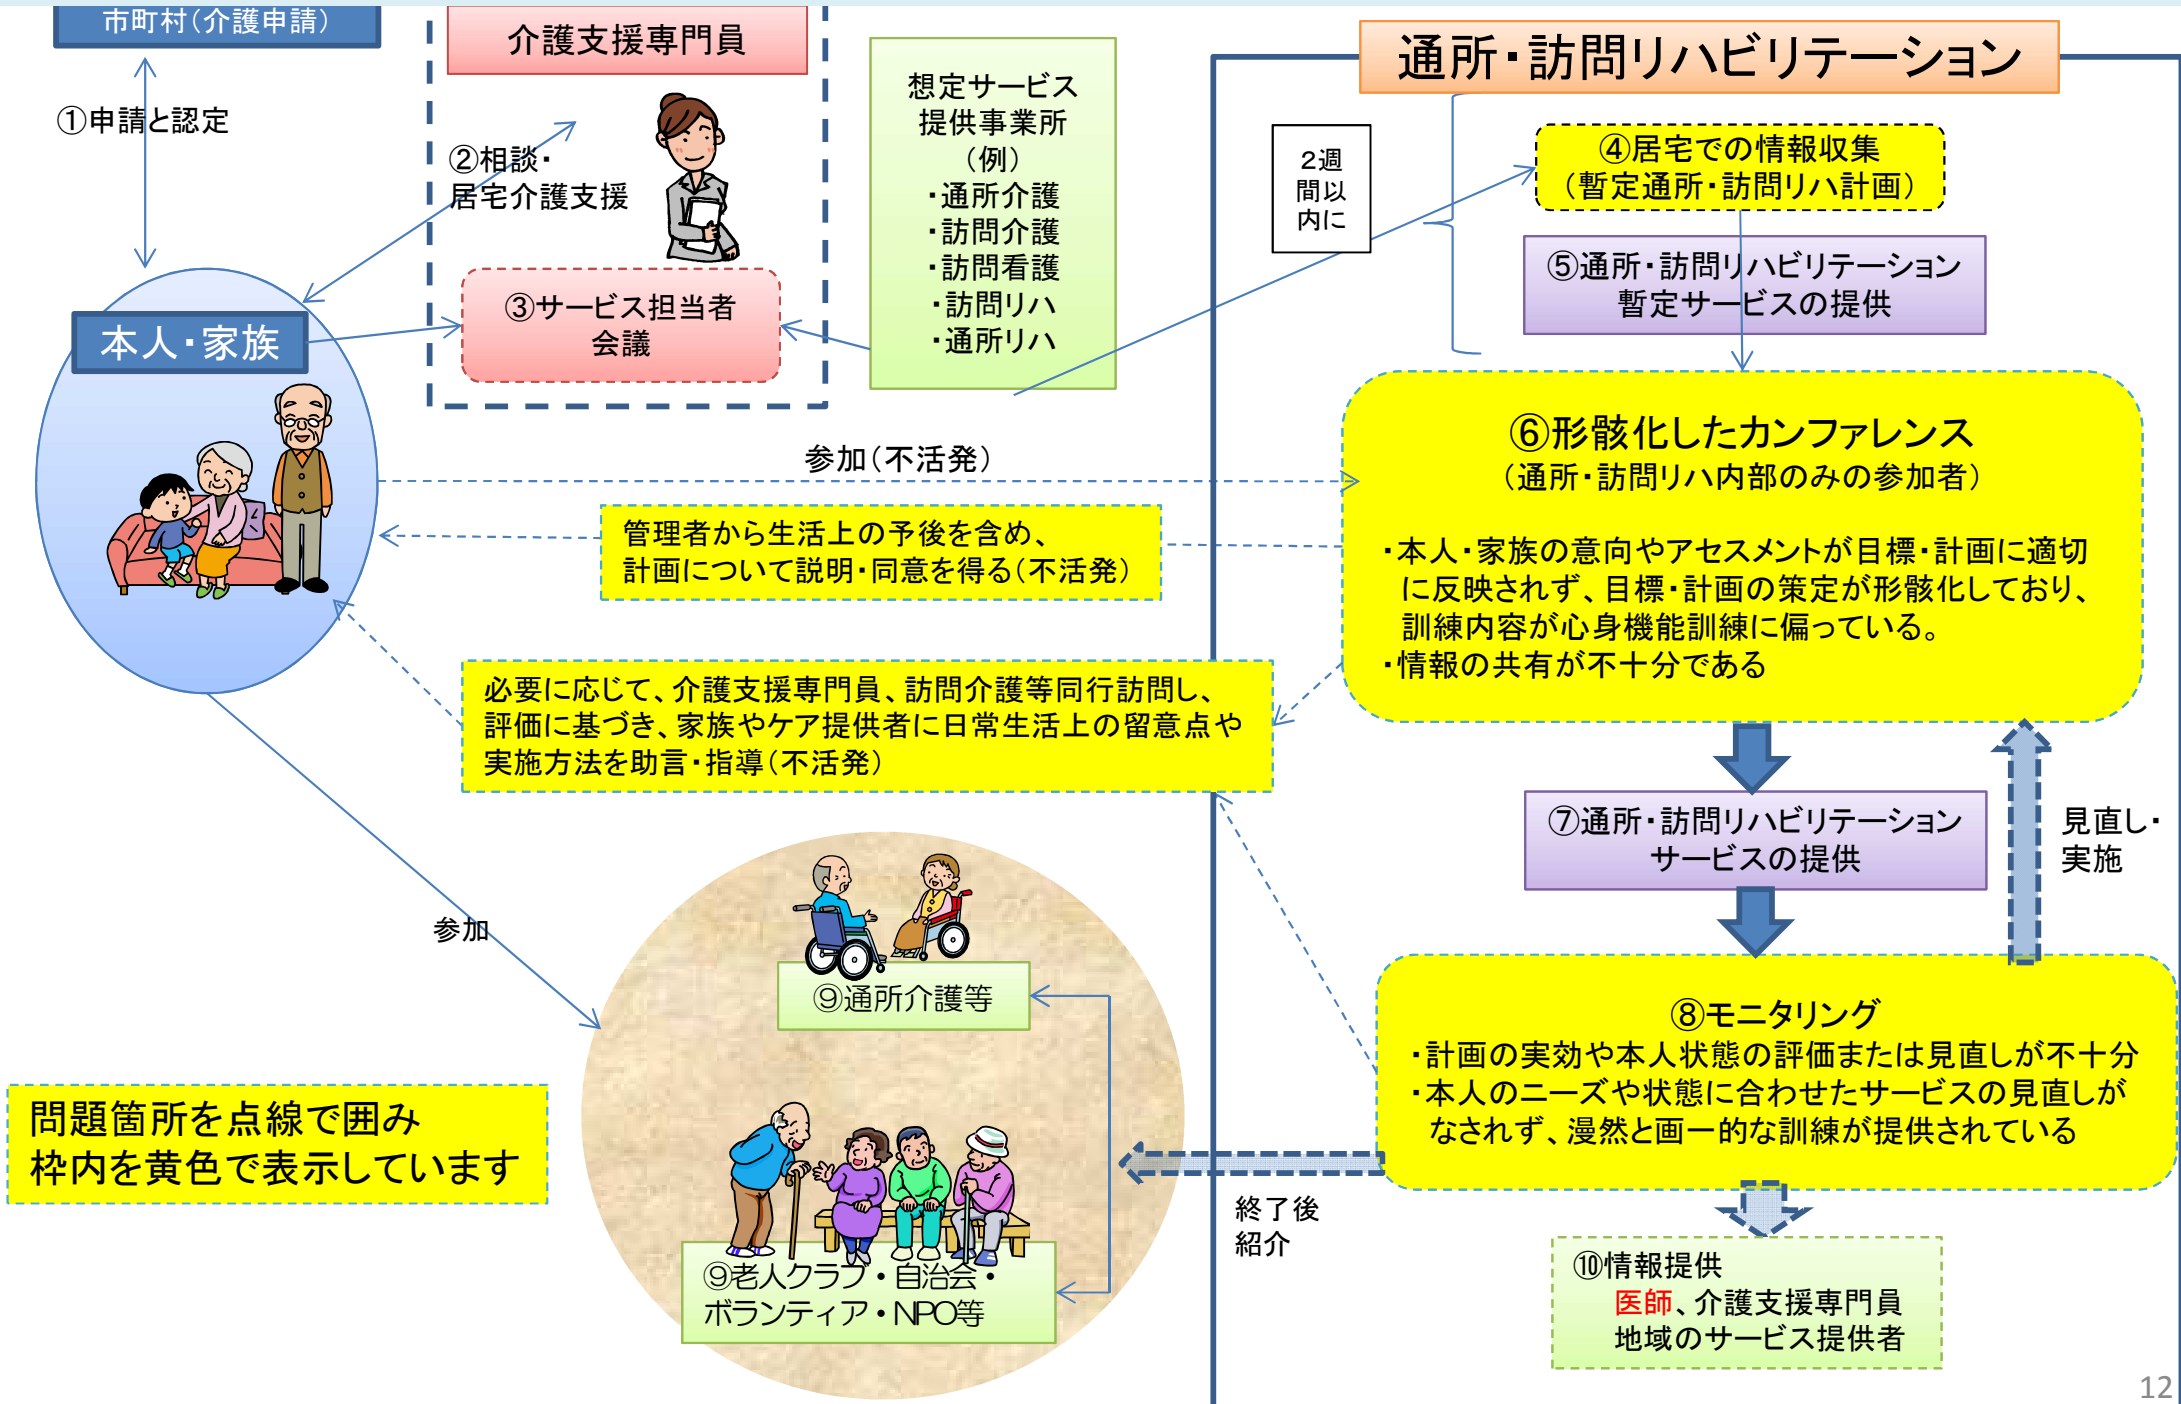 市町村(介護申請)
①申請と認定
介護支援専門員
②相談・
居宅介護支援
③サービス担当者
会議
想定サービス
提供事業所
(例)
・通所介護
・訪問介護
・訪問看護
・訪問リハ
・通所リハ
本人・家族
通所・訪問リハビリテーション
2週
間以
内に
④居宅での情報収集
(暫定通所・訪問リハ計画)
⑤通所・訪問リハビリテーション
暫定サービスの提供
⑥形骸化したカンファレンス
(通所・訪問リハ内部のみの参加者)
・本人・家族の意向やアセスメントが目標・計画に適切
に反映されず、目標・計画の策定が形骸化しており、
訓練内容が心身機能訓練に偏っている。
・情報の共有が不十分である
参加(不活発)
管理者から生活上の予後を含め、
計画について説明・同意を得る(不活発)
必要に応じて、介護支援専門員、訪問介護等同行訪問し、
評価に基づき、家族やケア提供者に日常生活上の留意点や
実施方法を助言・指導(不活発)
⑦通所・訪問リハビリテーション
サービスの提供
見直し・
実施
⑧モニタリング
・計画の実効や本人状態の評価または見直しが不十分
・本人のニーズや状態に合わせたサービスの見直しが
なされず、漫然と画一的な訓練が提供されている
参加
⑨通所介護等
⑨老人クラブ・自治会・
ボランティア・NPO等
終了後
紹介
⑩情報提供
医師、介護支援専門員
地域のサービス提供者
問題箇所を点線で囲み
枠内を黄色で表示しています
12